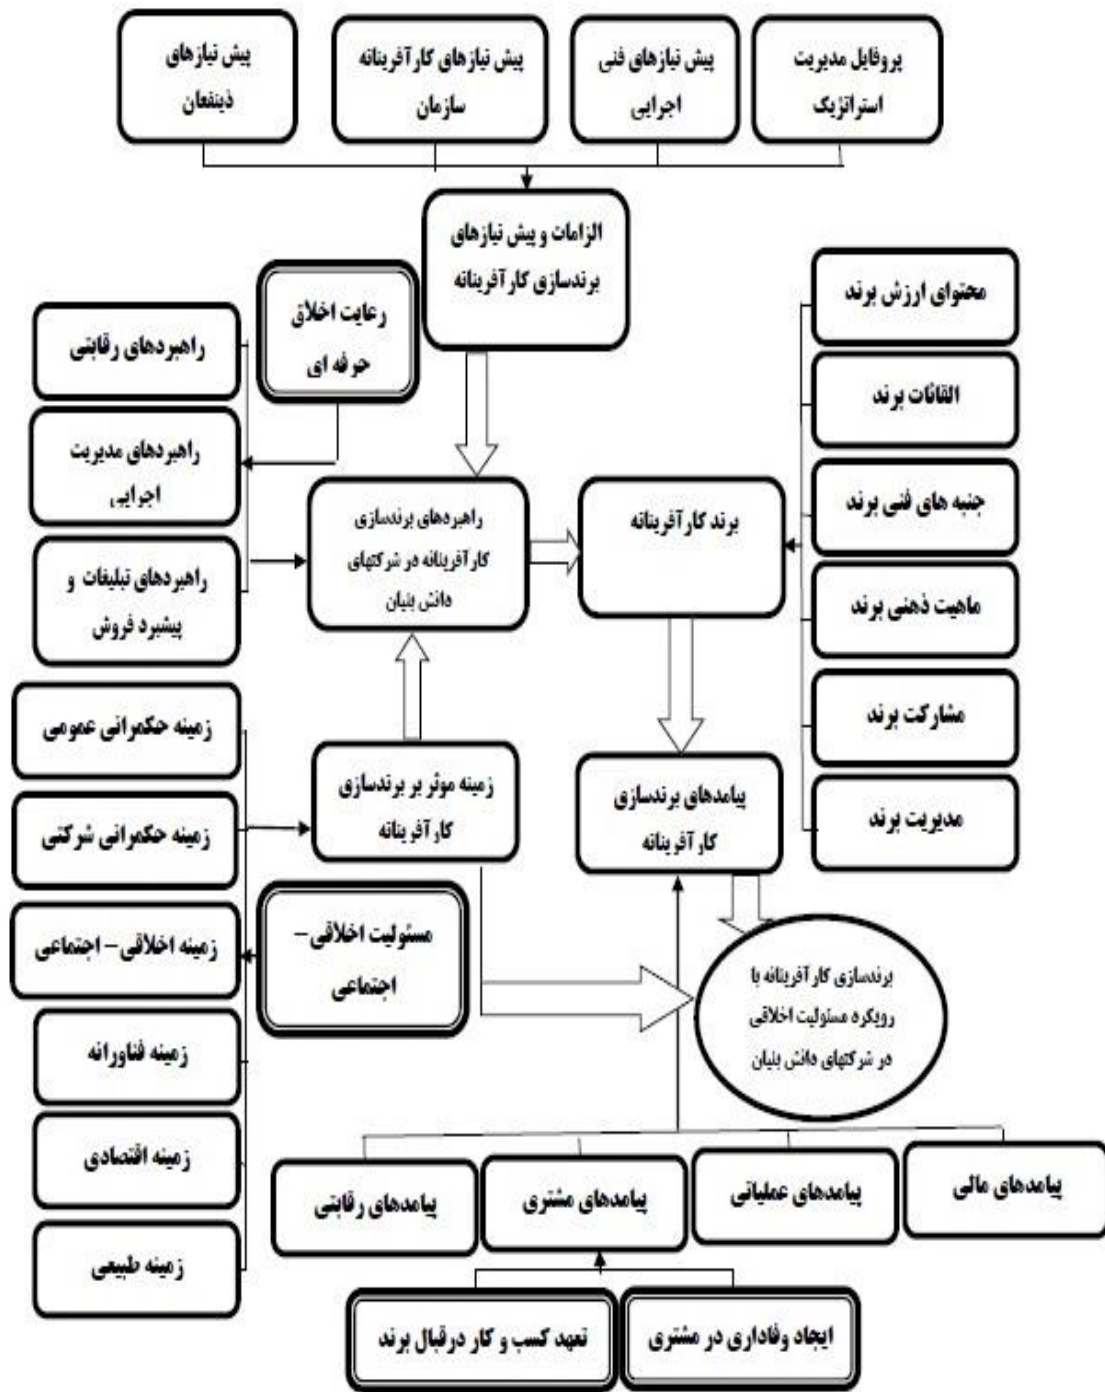 پروفایل مدیریت
استراتژیک
پیش نیازهای فنی
اجرایی
پیش نیازهای کارآفرینانه
سازمان
پیش نیازهای
ذینفعان
الزامات و پیش نیازهای
برندسازی کارآفرینانه
رعایت اخلاق
حرفه ای
محتوای ارزش برند
القائات برند
جنبه های فنی برند
ماهیت ذهنی برند
مشارکت برند
مدیریت برند
برند کارآفرینانه
راهبردهای برندسازی
کارآفرینانه در شرکتهای
دانش بنیان
راهبردهای رقابتی
راهبردهای مدیریت
اجرایی
راهبردهای تبلیغات و
پیشبرد فروش
پیامدهای برندسازی
کارآفرینانه
زمینه موثر بر برندسازی
کارآفرینانه
زمینه حکمرانی عمومی
زمینه حکمرانی شرکتی
زمینه اخلاقی- اجتماعی
زمینه فناورانه
زمینه اقتصادی
زمینه طبیعی
مسئولیت اخلاقی-
اجتماعی
برندسازی کارآفرینانه با
رویکره مسئولیت اخلاقی
در شرکتهای دانش بنیان
پیامدهای مالی
پیامدهای عملیاتی
پیامدهای مشتری
پیامدهای رقابتی
ایجاد وفاداری در مشتری
تعهد کسب و کار درقبال برند